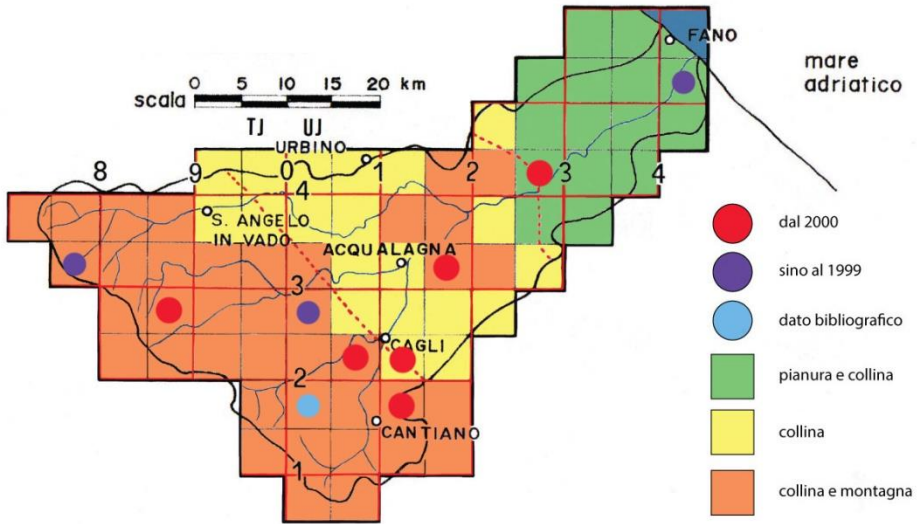 FANO
mare
adriatico
0 5 10 15 20 km
scala
TJ UJ
URBINO
8 9 0 1 2 3 4
4
S. ANGELO
IN VADO
ACQUALAGNA
3
CAGLI
2
CANTIANO
1
dal 2000
sino al 1999
dato bibliografico
pianura e collina
collina
collina e montagna